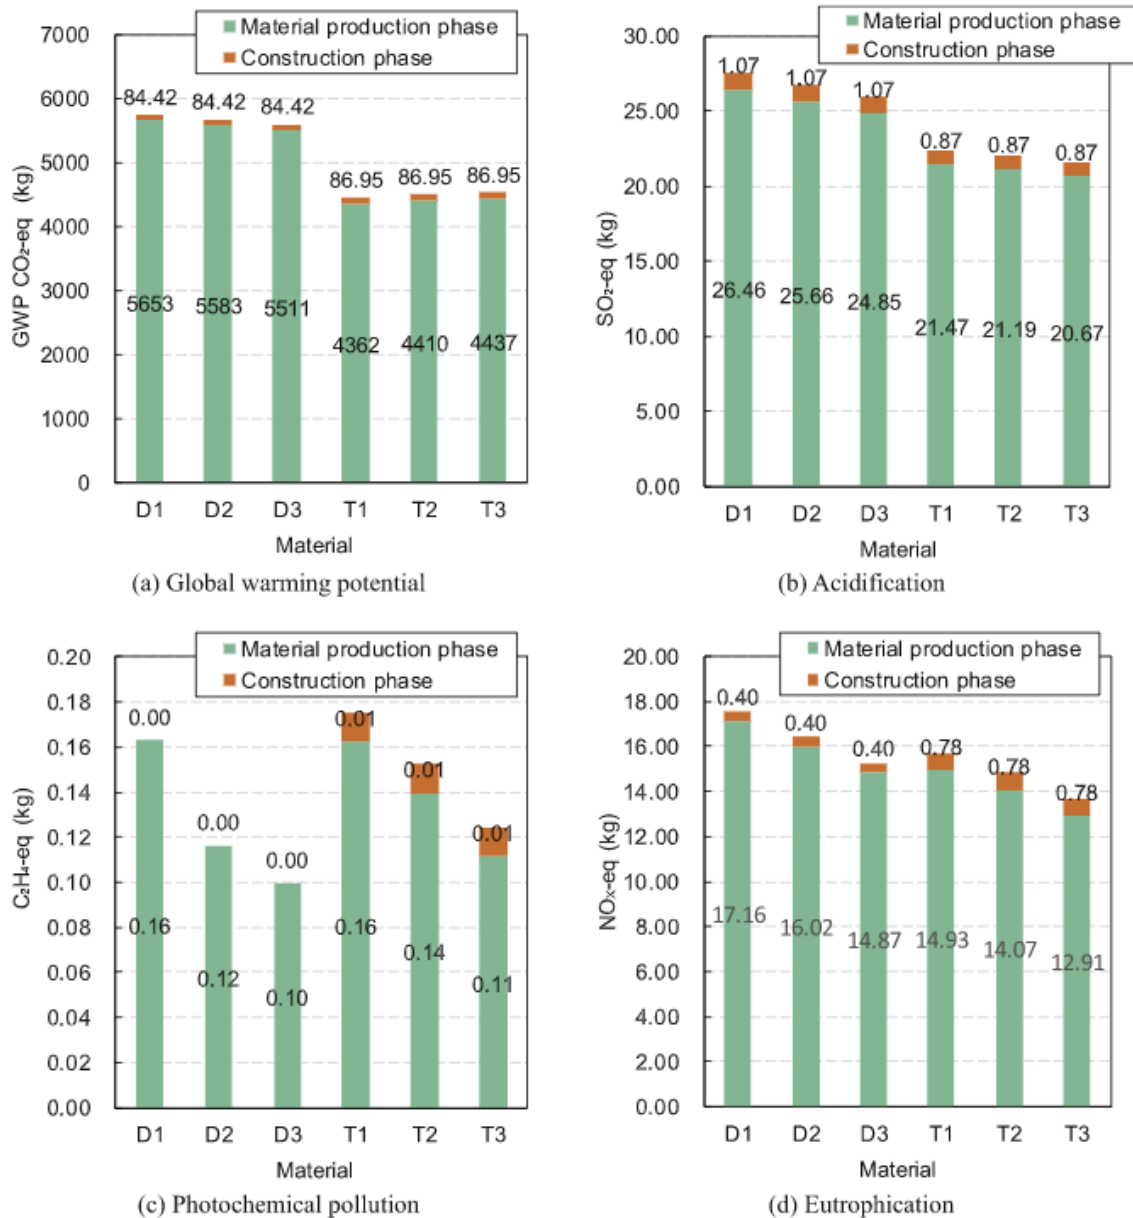 Material production phase
Construction phase
7000
6000
5000
4000
3000
2000
1000
0
GWP CO₂-eq (kg)
84.42 84.42 84.42
86.95 86.95 86.95
5653 5583 5511
4362 4410 4437
D1 D2 D3 T1 T2 T3
Material
(a) Global warming potential
Material production phase
Construction phase
30.00
25.00
20.00
15.00
10.00
5.00
0.00
SO₂-eq (kg)
1.07 1.07 1.07
0.87 0.87 0.87
26.46 25.66 24.85
21.47 21.19 20.67
D1 D2 D3 T1 T2 T3
Material
(b) Acidification
Material production phase
Construction phase
0.20
0.18
0.16
0.14
0.12
0.10
0.08
0.06
0.04
0.02
0.00
C₂H₄-eq (kg)
0.00 0.00 0.00
0.01 0.01 0.01
0.16 0.12 0.10
0.16 0.14 0.11
D1 D2 D3 T1 T2 T3
Material
(c) Photochemical pollution
Material production phase
Construction phase
20.00
18.00
16.00
14.00
12.00
10.00
8.00
6.00
4.00
2.00
0.00
NOₓ-eq (kg)
0.40 0.40 0.40
0.78 0.78 0.78
17.16 16.02 14.87
14.93 14.07 12.91
D1 D2 D3 T1 T2 T3
Material
(d) Eutrophication